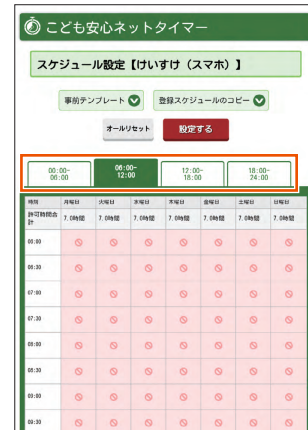 こども安心ネットタイマー
スケジュール設定【けいすけ（スマホ）】
事前テンプレート 登録スケジュールのコピー
オールリセット 設定する
00:00-06:00 06:00-12:00 12:00-18:00 18:00-24:00
時刻 月曜日 火曜日 水曜日 木曜日 金曜日 土曜日 日曜日
許可時間合計 7.0時間 7.0時間 7.0時間 7.0時間 7.0時間 7.0時間 7.0時間
06:00
06:30
07:00
07:30
08:00
08:30
09:00
09:30